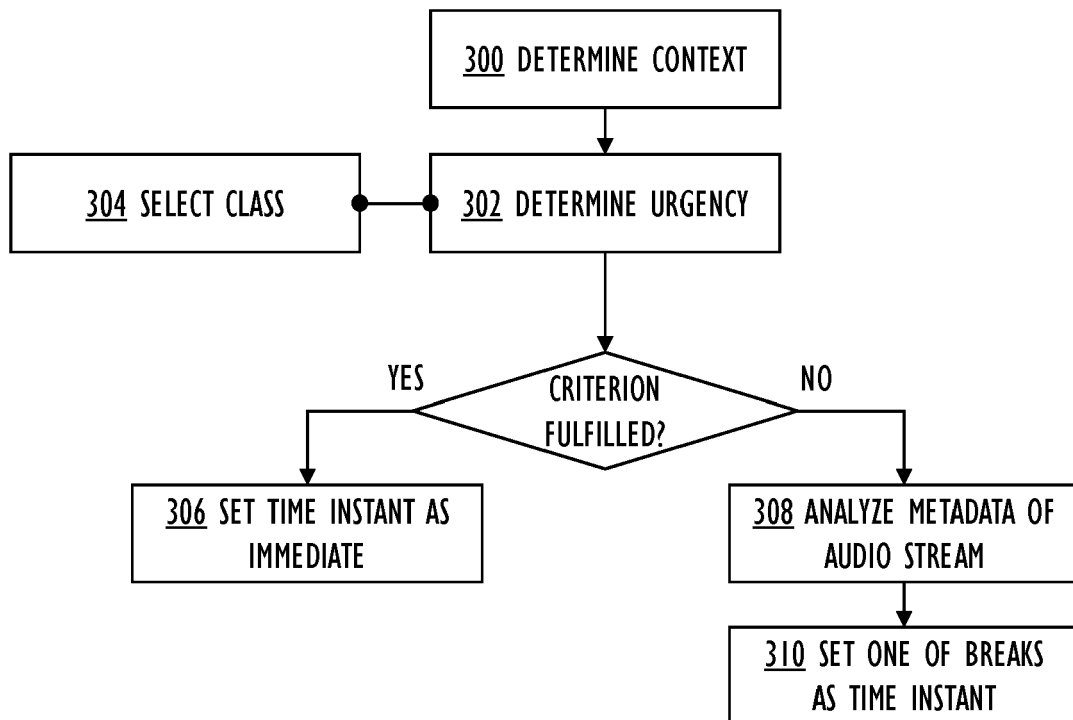 300 DETERMINE CONTEXT
304 SELECT CLASS
302 DETERMINE URGENCY
YES
CRITERION
FULFILLED?
NO
306 SET TIME INSTANT AS
IMMEDIATE
308 ANALYZE METADATA OF
AUDIO STREAM
310 SET ONE OF BREAKS
AS TIME INSTANT